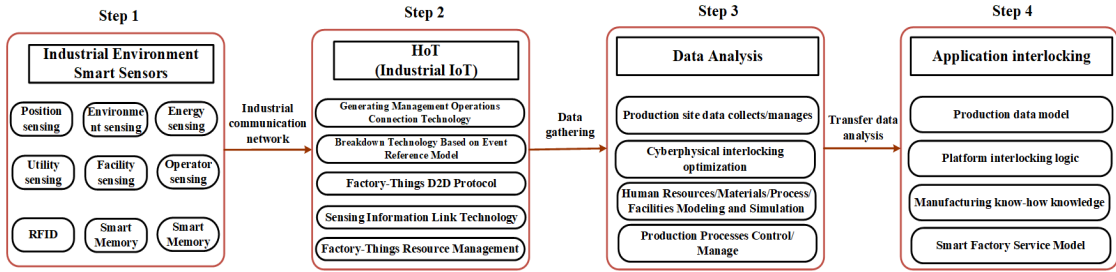 Step 1
Industrial Environment
Smart Sensors
Position
sensing
Environme
nt sensing
Energy
sensing
Utility
sensing
Facility
sensing
Operator
sensing
RFID
Smart
Memory
Smart
Memory
Industrial
communication
network
Step 2
HoT
(Industrial IoT)
Generating Management Operations
Connection Technology
Breakdown Technology Based on Event
Reference Model
Factory-Things D2D Protocol
Sensing Information Link Technology
Factory-Things Resource Management
Data
gathering
Step 3
Data Analysis
Production site data collects/manages
Cyberphysical interlocking
optimization
Human Resources/Materials/Process/
Facilities Modeling and Simulation
Production Processes Control/
Manage
Transfer data
analysis
Step 4
Application interlocking
Production data model
Platform interlocking logic
Manufacturing know-how knowledge
Smart Factory Service Model